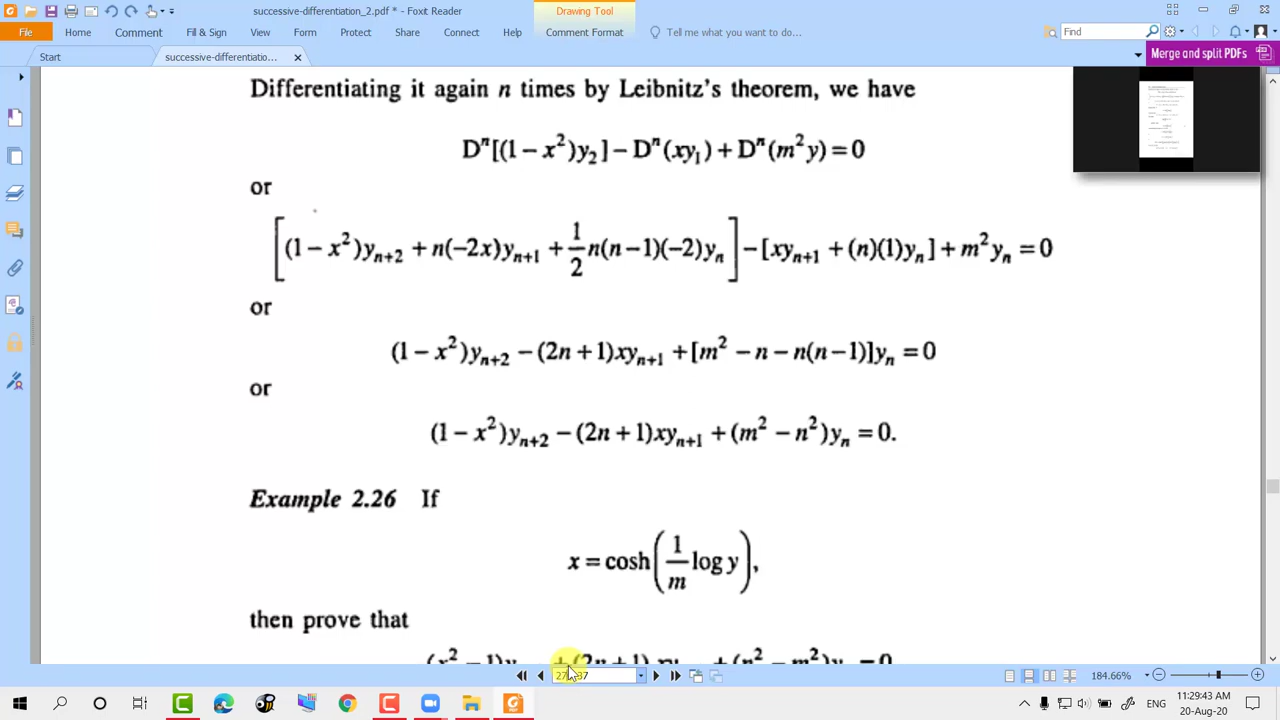 successive-differentiation_2.pdf * - Foxit Reader
Drawing Tool
File Home Comment Fill & Sign View Form Protect Share Connect Help Comment Format Tell me what you want to do... Find
Start successive-differentiatio... Merge and split PDFs
Differentiating it again n times by Leibnitz's theorem, we have
Dⁿ[(1 – x²)y₂] – Dⁿ(xy₁) + Dⁿ(m²y) = 0
or
[(1 – x²)yₙ₊₂ + n(–2x)yₙ₊₁ + 1/2 n(n – 1)(–2)yₙ] – [xyₙ₊₁ + (n)(1)yₙ] + m²yₙ = 0
or
(1 – x²)yₙ₊₂ – (2n + 1)xyₙ₊₁ + [m² – n – n(n – 1)]yₙ = 0
or
(1 – x²)yₙ₊₂ – (2n + 1)xyₙ₊₁ + (m² – n²)yₙ = 0.
Example 2.26 If
x = cosh(1/m log y),
then prove that
184.66%
ENG
11:29:43 AM
20-Aug-20